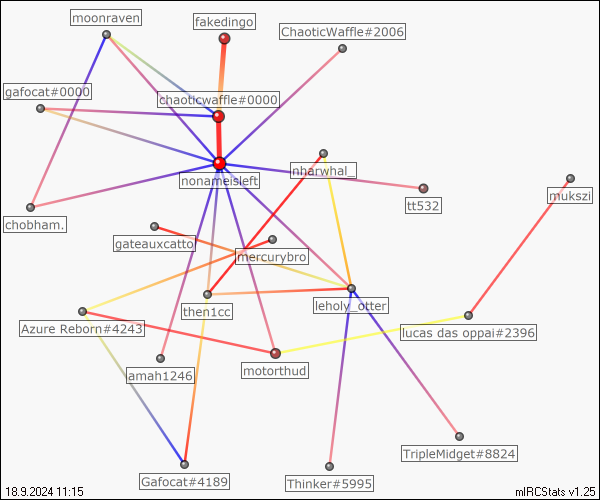 moonraven
fakedingo
ChaoticWaffle#2006
gafocat#0000
chaoticwaffle#0000
nharwhal_
nonameisleft
mukszi
tt532
chobham.
gateauxcatto
mercurybro
then1cc
leholy_otter
Azure Reborn#4243
lucas das oppai#2396
amah1246
motorthud
TripleMidget#8824
Gafocat#4189
Thinker#5995
18.9.2024 11:15
mIRCStats v1.25